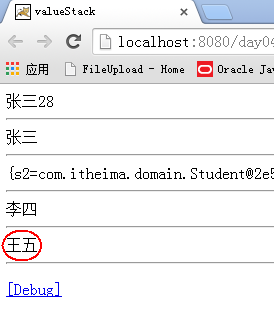 valueStack
localhost:8080/day04
应用 FileUpload - Home Oracle Jav
张三28
张三
{s2=com.itheima.domain.Student@2e5
李四
王五
[Debug]